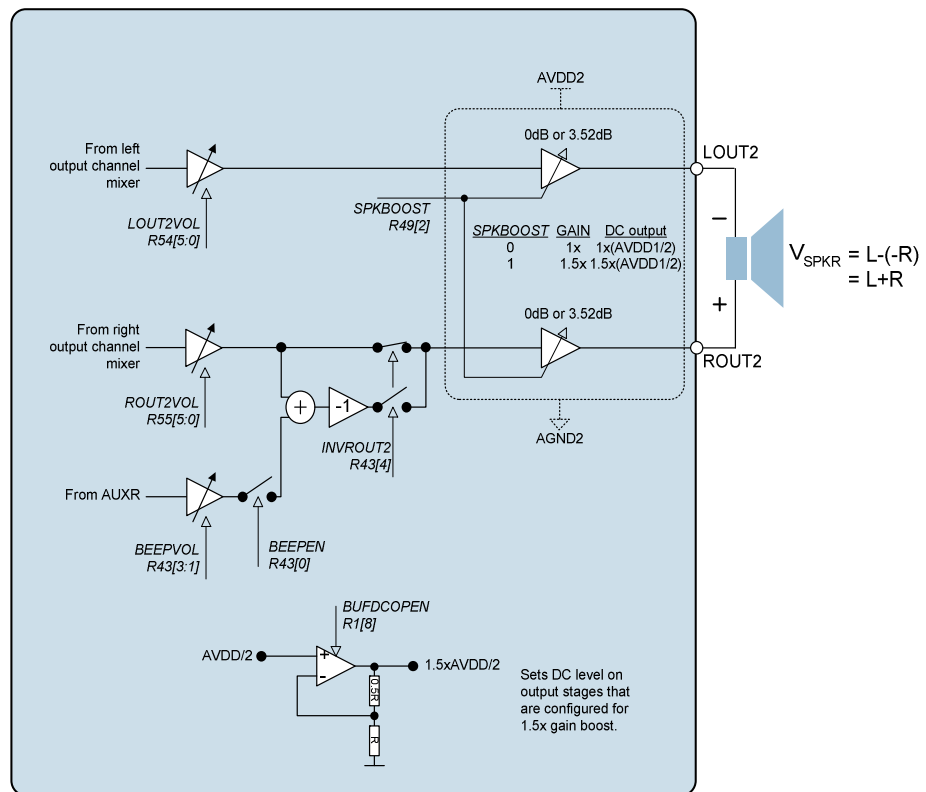 AVDD2
0dB or 3.52dB
From left
output channel
mixer
LOUT2
LOUT2VOL
R54[5:0]
SPKBOOST
R49[2]
SPKBOOST GAIN DC output
0 1x 1x(AVDD1/2)
1 1.5x 1.5x(AVDD1/2)
−
+
VSPKR = L-(-R)
= L+R
0dB or 3.52dB
From right
output channel
mixer
ROUT2
ROUT2VOL
R55[5:0]
+
-1
INVROUT2
R43[4]
AGND2
From AUXR
BEEPVOL
R43[3:1]
BEEPEN
R43[0]
BUFDCOPEN
R1[8]
AVDD/2
+
-
1.5xAVDD/2
0.5R
R
Sets DC level on
output stages that
are configured for
1.5x gain boost.